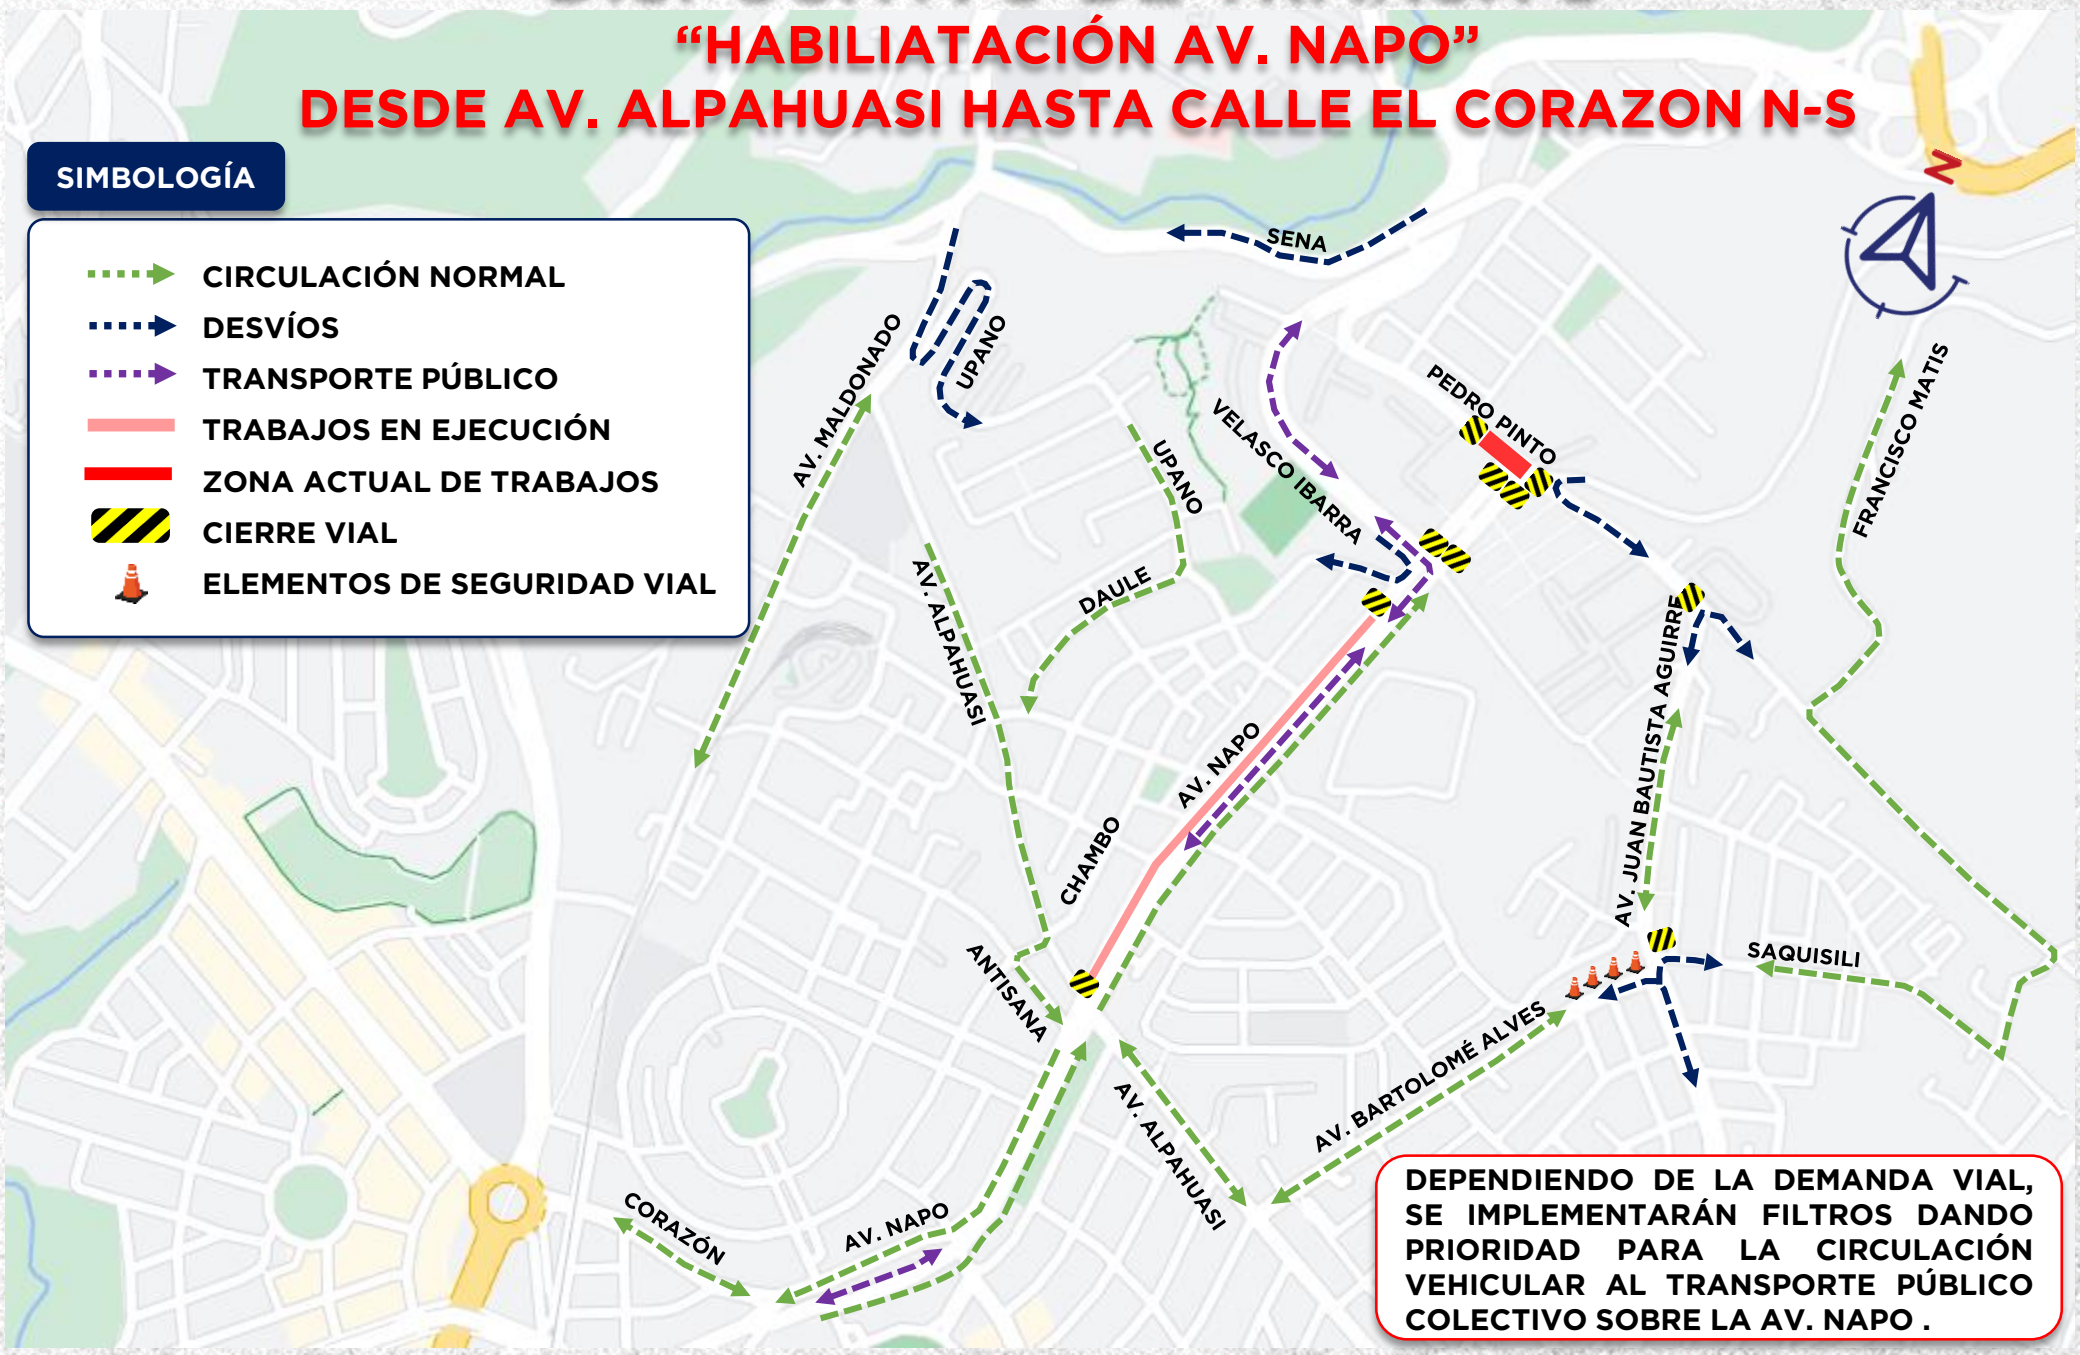 “HABILIATACIÓN AV. NAPO”
DESDE AV. ALPAHUASI HASTA CALLE EL CORAZON N-S
SIMBOLOGÍA
CIRCULACIÓN NORMAL
DESVÍOS
TRANSPORTE PÚBLICO
TRABAJOS EN EJECUCIÓN
ZONA ACTUAL DE TRABAJOS
CIERRE VIAL
ELEMENTOS DE SEGURIDAD VIAL
N
SENA
UPANO
AV. MALDONADO
PEDRO PINTO
FRANCISCO MATIS
VELASCO IBARRA
UPANO
DAULE
AV. ALPAHUASI
AV. JUAN BAUTISTA AGUIRRE
AV. NAPO
CHAMBO
ANTISANA
SAQUISILI
AV. BARTOLOMÉ ALVES
AV. ALPAHUASI
CORAZÓN
AV. NAPO
DEPENDIENDO DE LA DEMANDA VIAL,
SE IMPLEMENTARÁN FILTROS DANDO
PRIORIDAD PARA LA CIRCULACIÓN
VEHICULAR AL TRANSPORTE PÚBLICO
COLECTIVO SOBRE LA AV. NAPO .